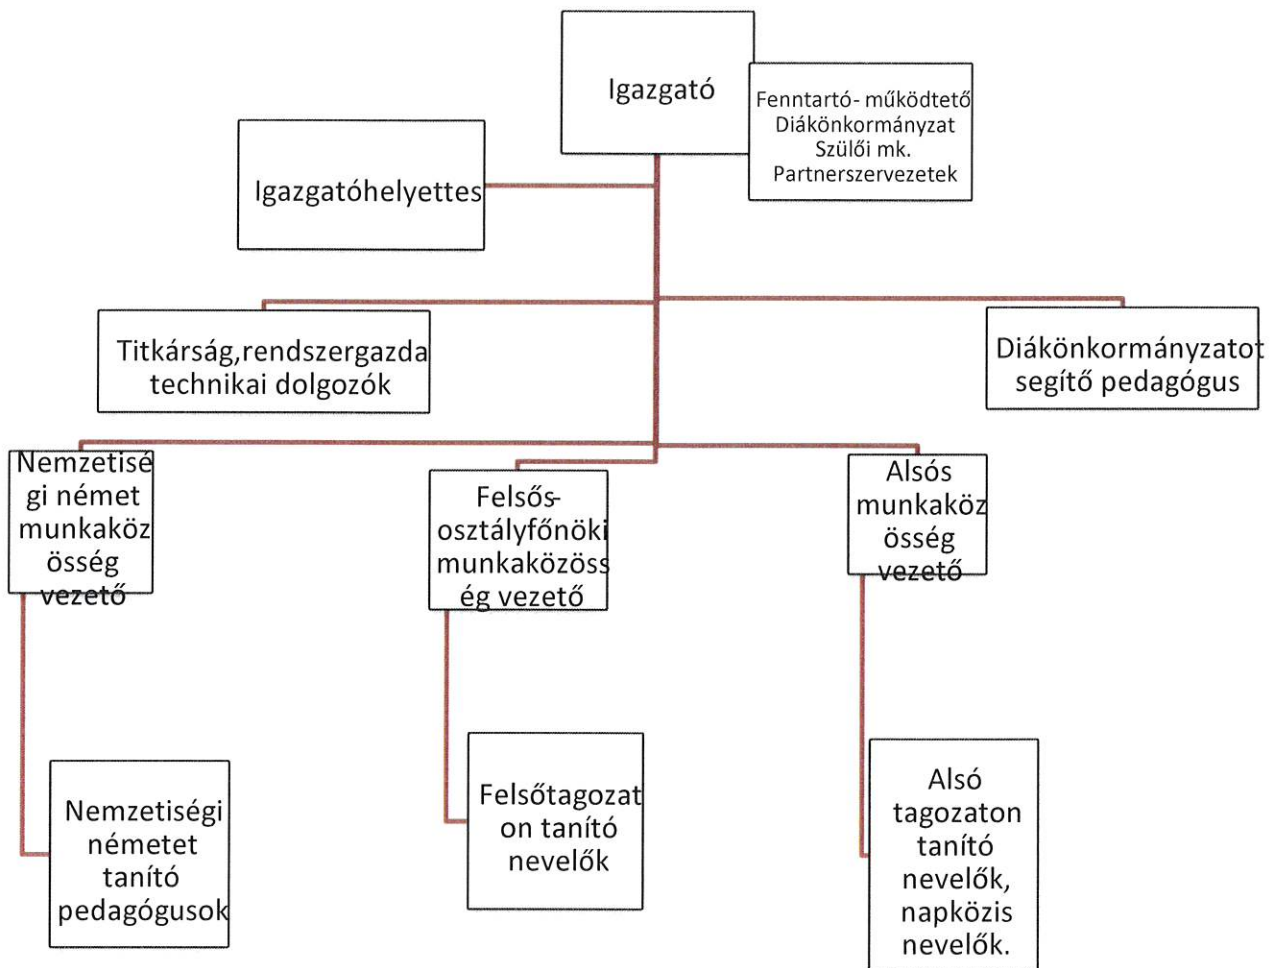 Igazgató
Fenntartó- működtető
Diákönkormányzat
Szülői mk.
Partnerszervezetek
Igazgatóhelyettes
Titkárság,rendszergazda
technikai dolgozók
Diákönkormányzatot
segítő pedagógus
Nemzetisé
gi német
munkaköz
össég
vezető
Felsős-
osztályfőnöki
munkaközöss
ég vezető
Alsós
munkaköz
össég
vezető
Nemzetiségi
németet
tanító
pedagógusok
Felsőtagozat
on tanító
nevelők
Alsó
tagozaton
tanító
nevelők,
napközis
nevelők.